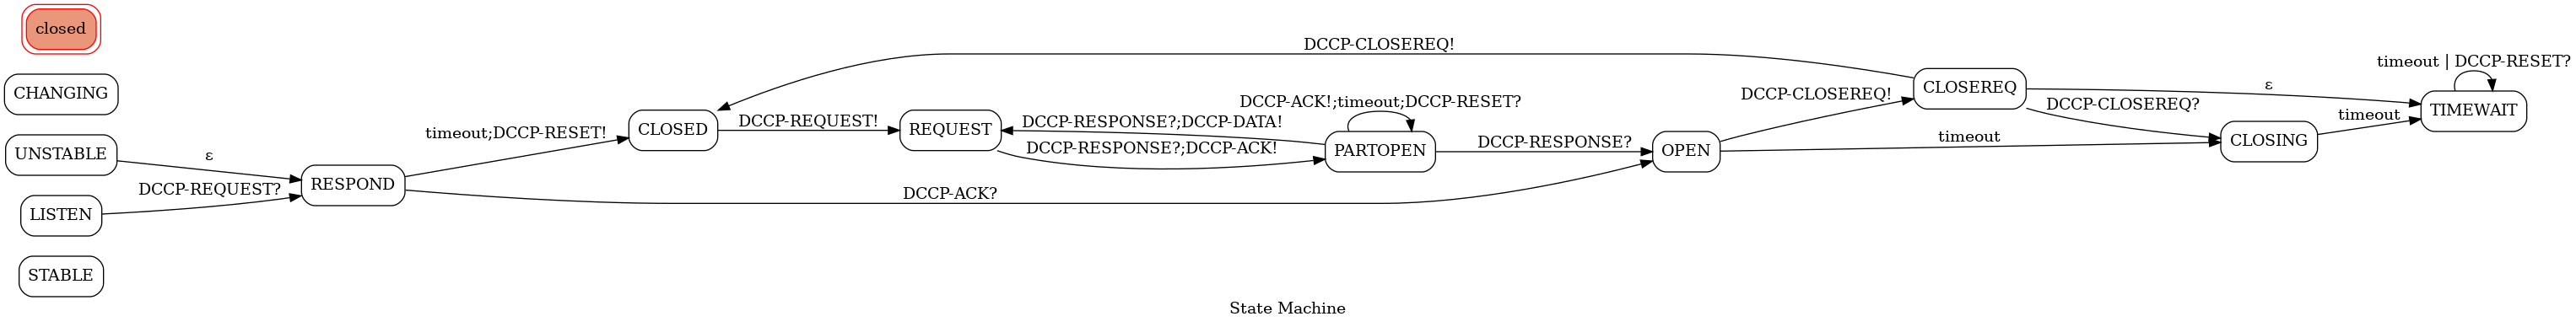 closed
CHANGING
UNSTABLE
LISTEN
STABLE
ε
DCCP-REQUEST?
RESPOND
timeout;DCCP-RESET!
DCCP-ACK?
CLOSED
DCCP-REQUEST!
REQUEST
DCCP-CLOSEREQ!
DCCP-ACK!;timeout;DCCP-RESET?
DCCP-RESPONSE?;DCCP-DATA!
DCCP-RESPONSE?;DCCP-ACK!
PARTOPEN
DCCP-RESPONSE?
OPEN
DCCP-CLOSEREQ!
timeout
CLOSEREQ
ε
DCCP-CLOSEREQ?
CLOSING
timeout
timeout | DCCP-RESET?
TIMEWAIT
State Machine